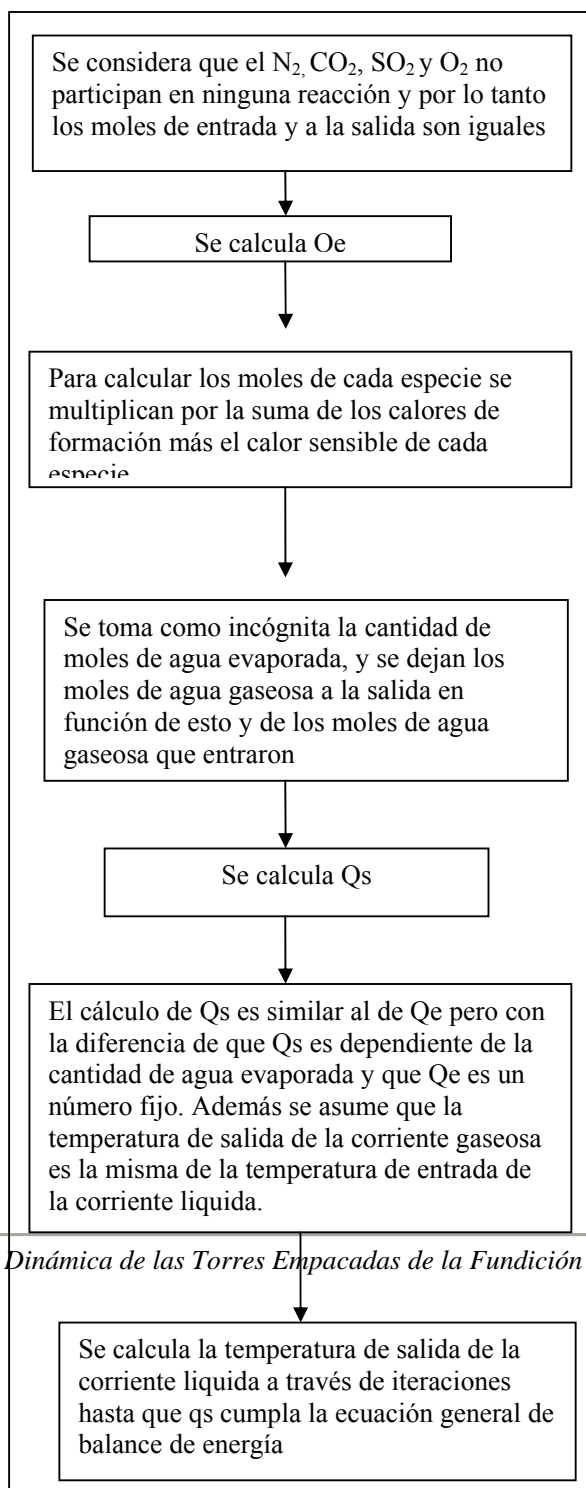 Se considera que el N₂, CO₂, SO₂ y O₂ no
participan en ninguna reacción y por lo tanto
los moles de entrada y a la salida son iguales
Se calcula Oe
Para calcular los moles de cada especie se
multiplican por la suma de los calores de
formación más el calor sensible de cada
especie
Se toma como incógnita la cantidad de
moles de agua evaporada, y se dejan los
moles de agua gaseosa a la salida en
función de esto y de los moles de agua
gaseosa que entraron
Se calcula Qs
El cálculo de Qs es similar al de Qe pero con
la diferencia de que Qs es dependiente de la
cantidad de agua evaporada y que Qe es un
número fijo. Además se asume que la
temperatura de salida de la corriente gaseosa
es la misma de la temperatura de entrada de
la corriente liquida.
Dinámica de las Torres Empacadas de la Fundición
Se calcula la temperatura de salida de la
corriente liquida a través de iteraciones
hasta que qs cumpla la ecuación general de
balance de energía